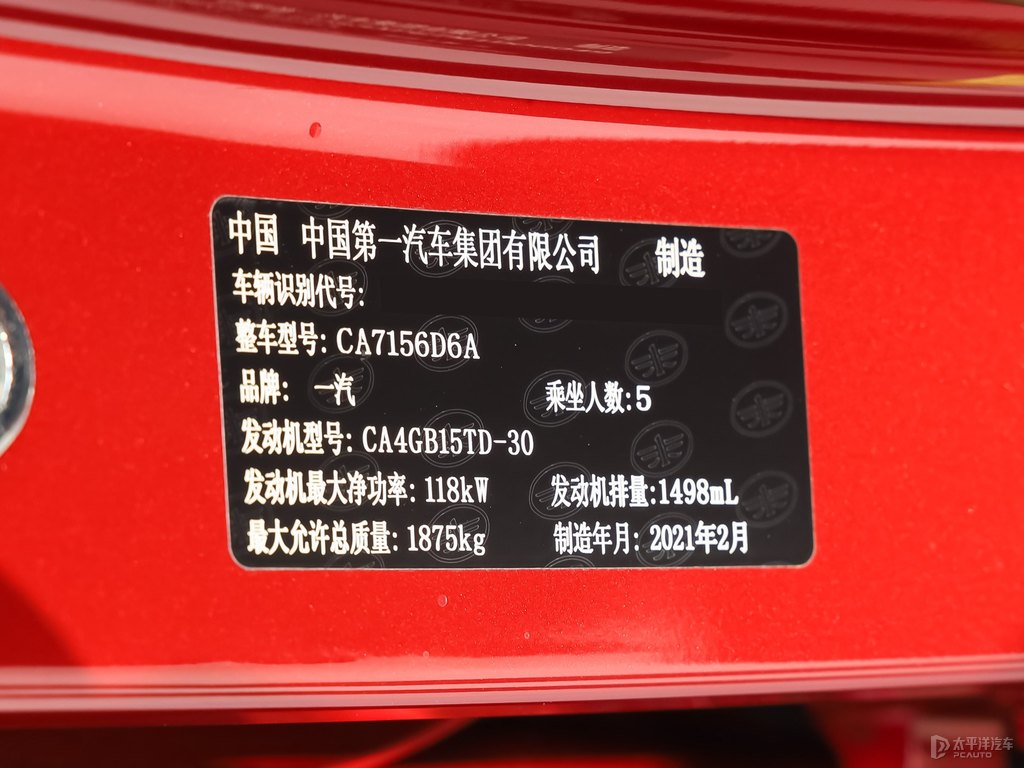 中国 中国第一汽车集团有限公司 制造
车辆识别代号:
整车型号: CA7156D6A
品牌: 一汽 乘坐人数:5
发动机型号: CA4GB15TD-30
发动机最大净功率: 118kW 发动机排量:1498mL
最大允许总质量: 1875kg 制造年月: 2021年2月
太平洋汽车
PCAUTO